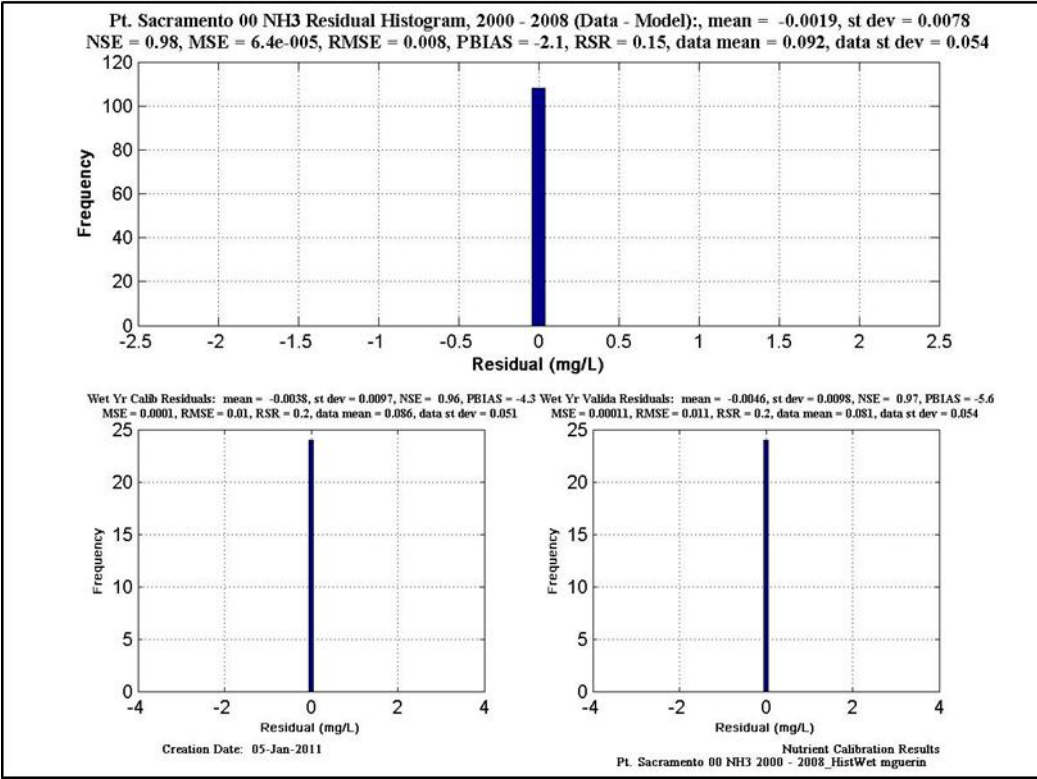 Pt. Sacramento 00 NH3 Residual Histogram, 2000 - 2008 (Data - Model):, mean = -0.0019, st dev = 0.0078
NSE = 0.98, MSE = 6.4e-005, RMSE = 0.008, PBIAS = -2.1, RSR = 0.15, data mean = 0.092, data st dev = 0.054
120
100
80
60
40
20
0
Frequency
-2.5 -2 -1.5 -1 -0.5 0 0.5 1 1.5 2 2.5
Residual (mg/L)
Wet Yr Calib Residuals: mean = -0.0038, st dev = 0.0097, NSE = 0.96, PBIAS = -4.3
MSE = 0.0001, RMSE = 0.01, RSR = 0.2, data mean = 0.086, data st dev = 0.051
25
20
15
10
5
0
Frequency
-4 -2 0 2 4
Residual (mg/L)
Wet Yr Valida Residuals: mean = -0.0046, st dev = 0.0098, NSE = 0.97, PBIAS = -5.6
MSE = 0.00011, RMSE = 0.011, RSR = 0.2, data mean = 0.081, data st dev = 0.054
25
20
15
10
5
0
Frequency
-4 -2 0 2 4
Residual (mg/L)
Creation Date: 05-Jan-2011
Nutrient Calibration Results
Pt. Sacramento 00 NH3 2000 - 2008_HistWet mguerin